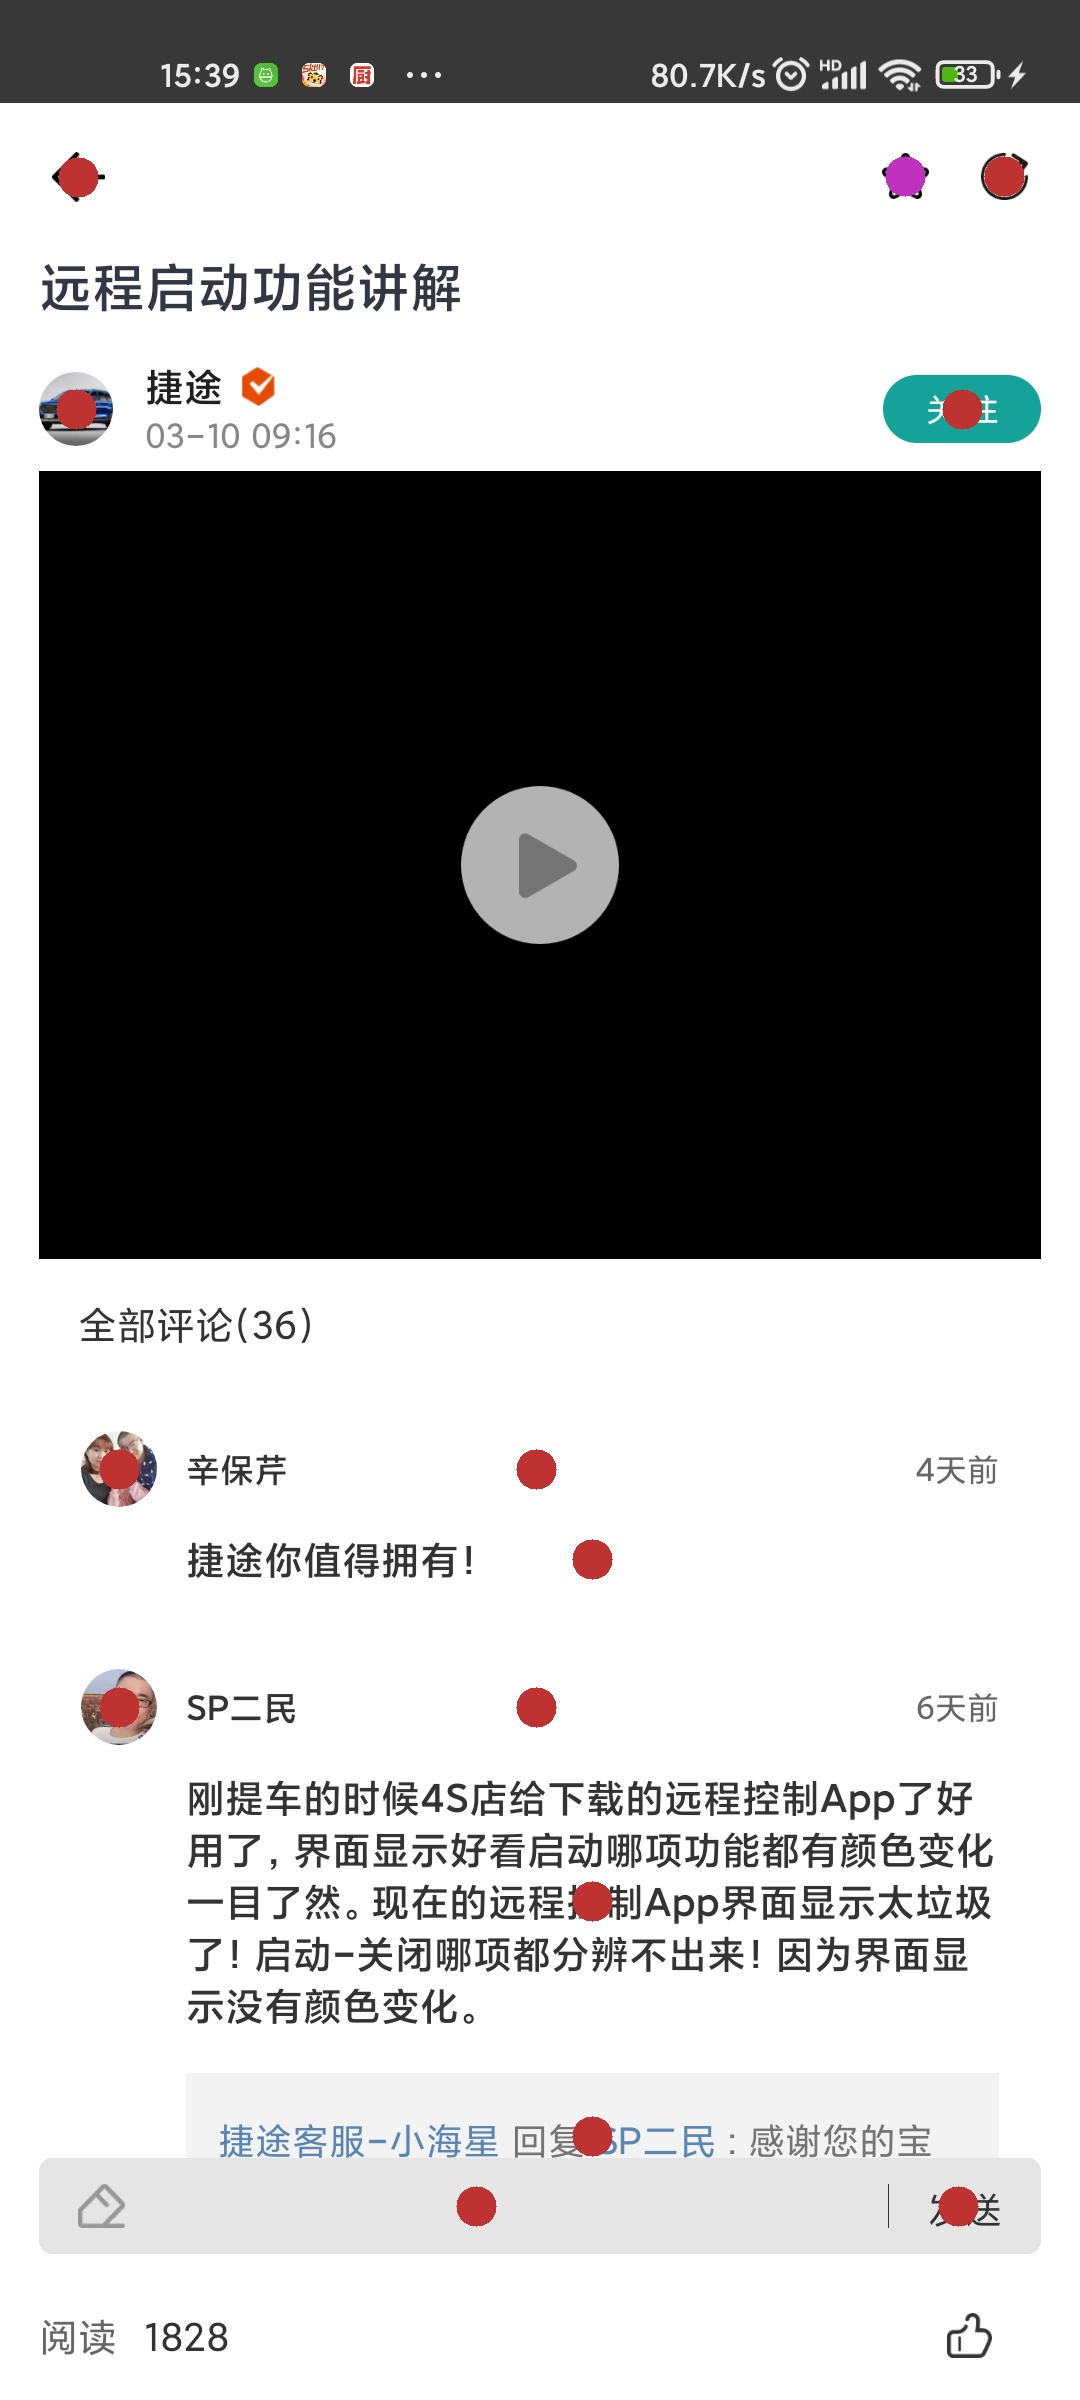 15:39
80.7K/s
HD
33
远程启动功能讲解
捷途
03-10 09:16
全部评论(36)
辛保芹
4天前
捷途你值得拥有!
SP二民
6天前
刚提车的时候4S店给下载的远程控制App了好
用了, 界面显示好看启动哪项功能都有颜色变化
一目了然。现在的远程控制App界面显示太垃圾
了! 启动-关闭哪项都分辨不出来! 因为界面显
示没有颜色变化。
捷途客服-小海星 回复 SP二民 : 感谢您的宝
发送
阅读 1828